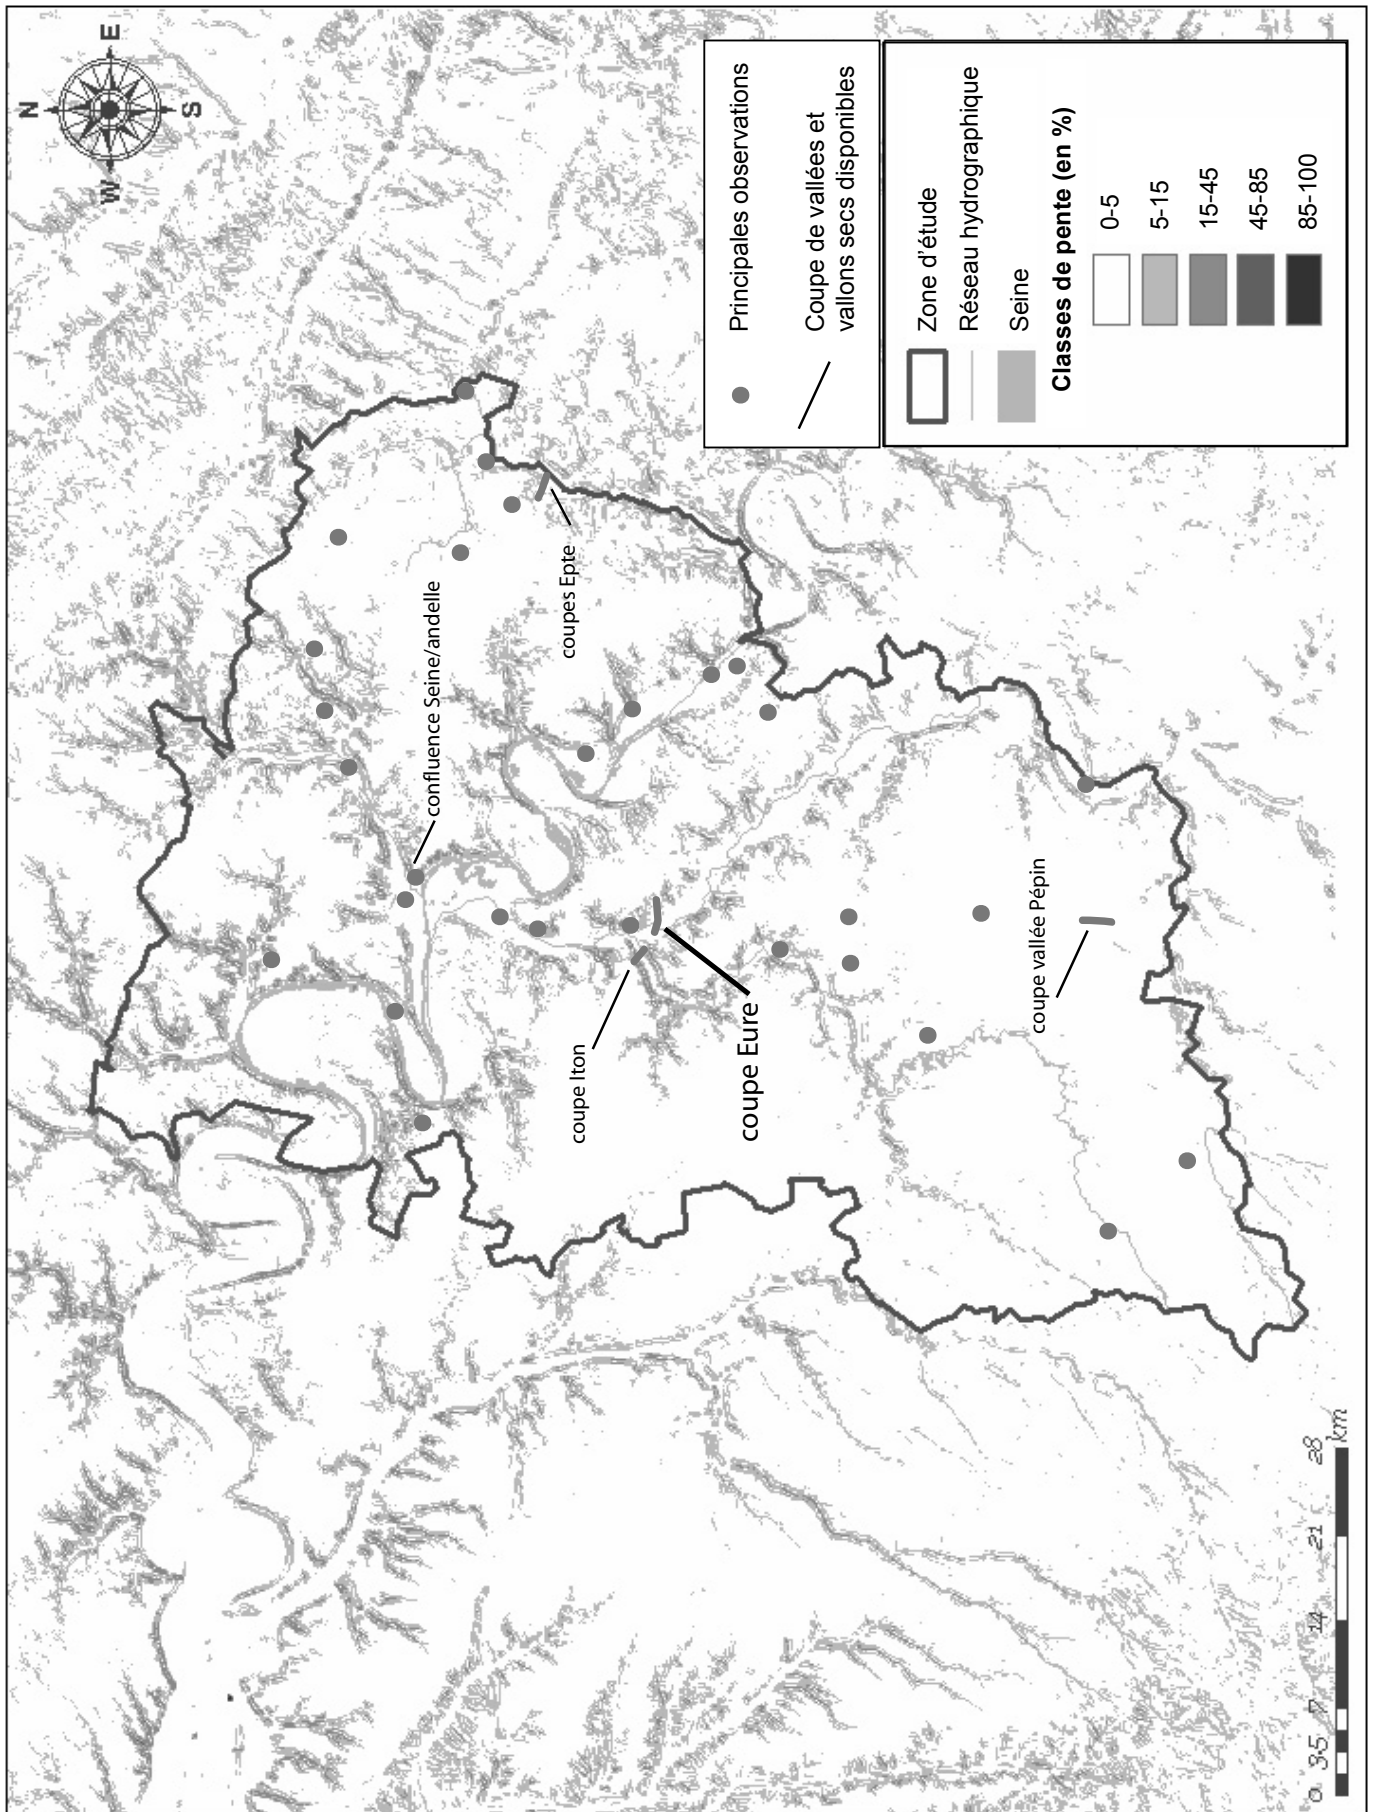 N
E
S
W
Principales observations
Coupe de vallées et
vallons secs disponibles
Zone d'étude
Réseau hydrographique
Seine
Classes de pente (en %)
0-5
5-15
15-45
45-85
85-100
confluence Seine/andelle
coupes Epte
coupe Iton
coupe Eure
coupe vallée Pépin
0 3.5 7 14 21 28
km